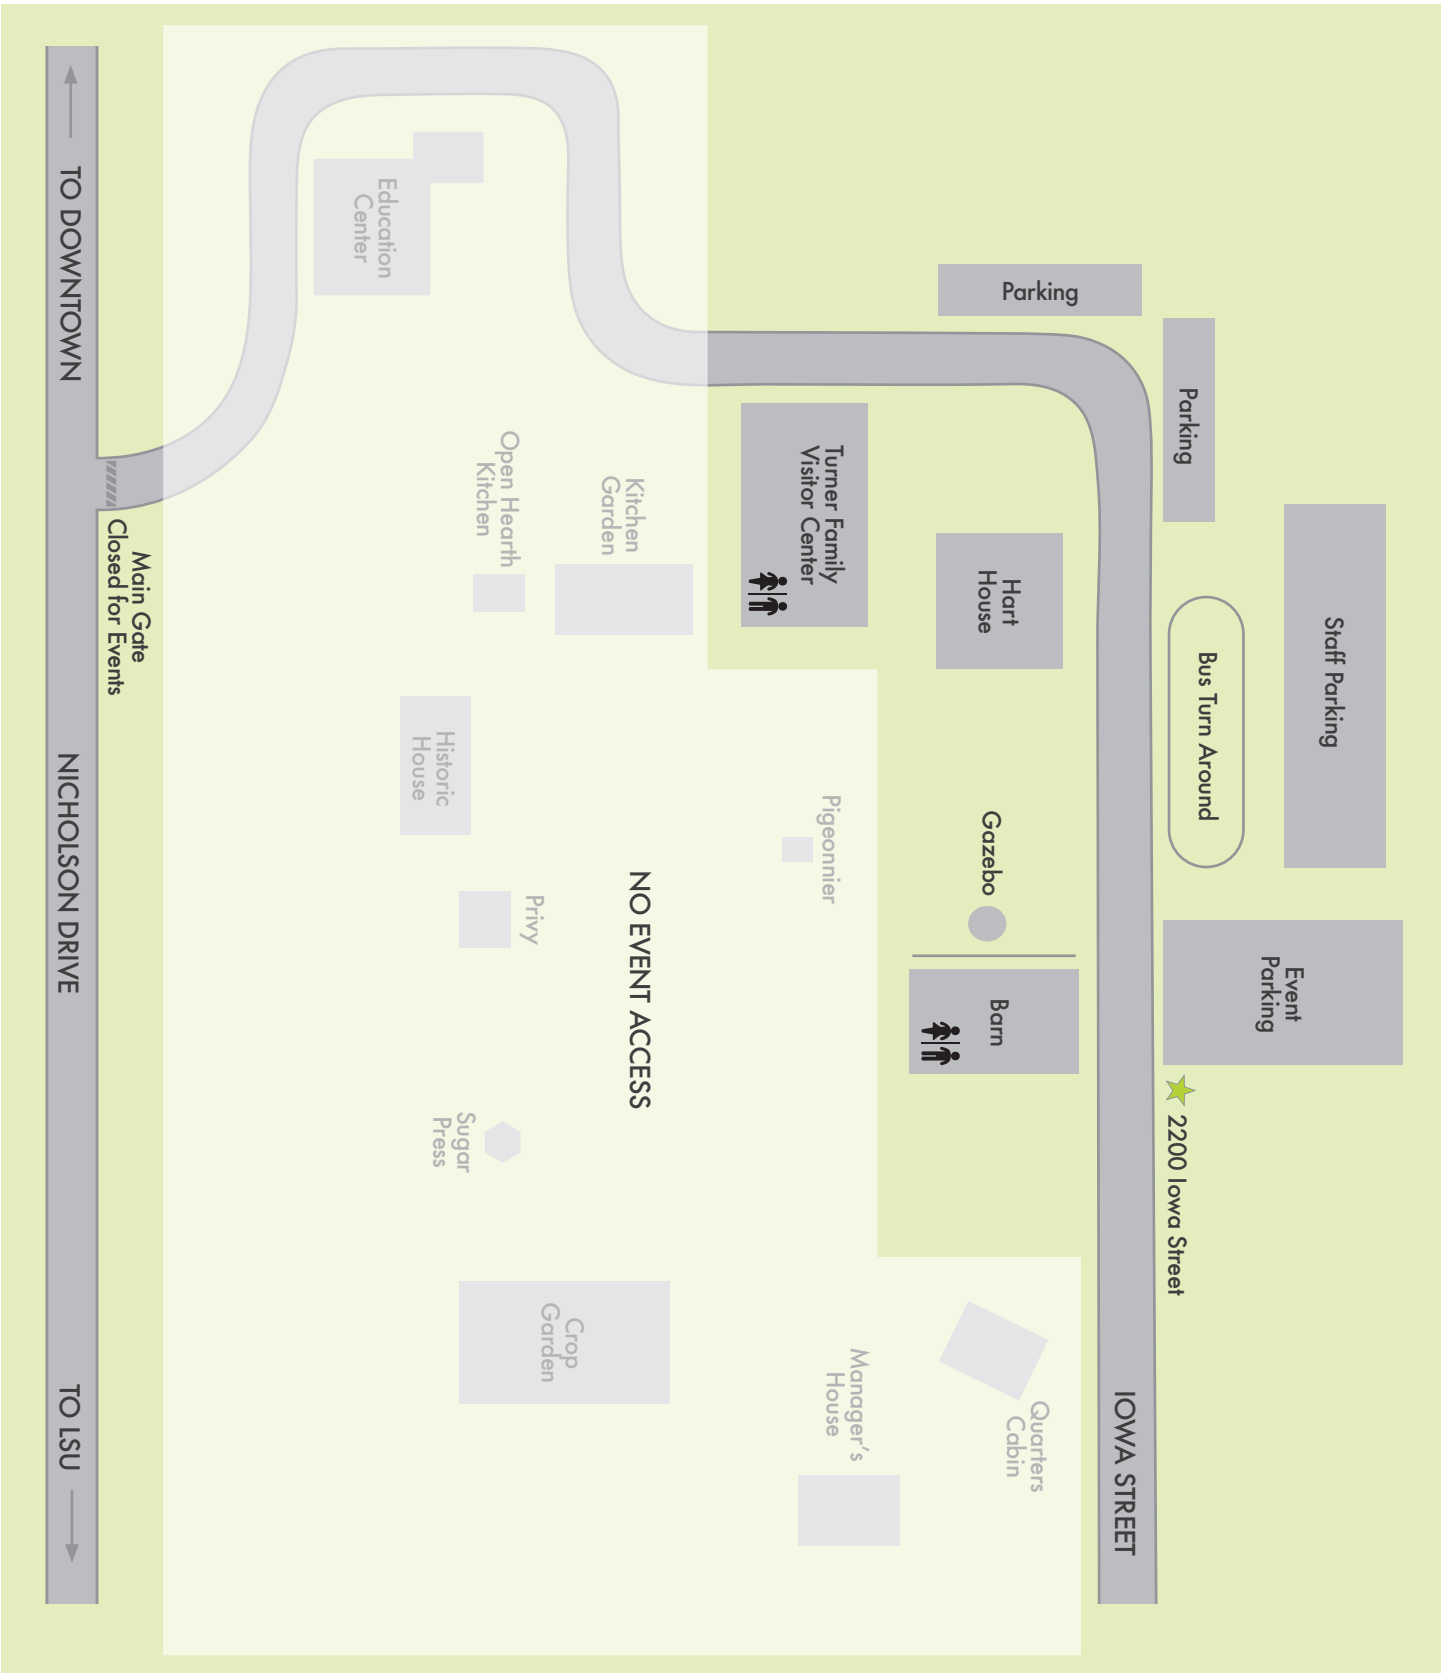 TO DOWNTOWN
NICHOLSON DRIVE
TO LSU
Main Gate
Closed for Events
Education
Center
Open Hearth
Kitchen
Kitchen
Garden
Turner Family
Visitor Center
Parking
Parking
Hart
House
Staff Parking
Bus Turn Around
Historic
House
Pigeonnier
Gazebo
Privy
NO EVENT ACCESS
Barn
Event
Parking
2200 Iowa Street
Sugar
Press
Crop
Garden
Manager's
House
Quarters
Cabin
IOWA STREET